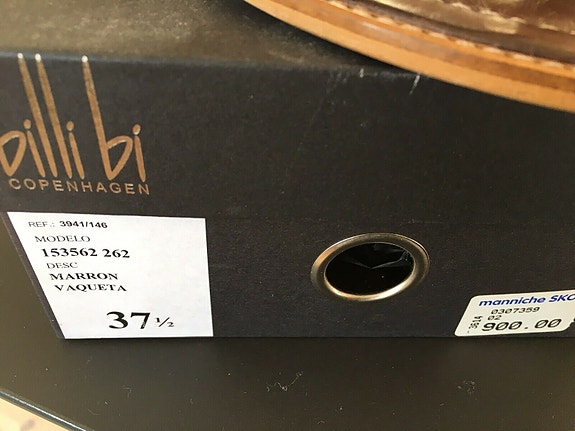 billi bi
COPENHAGEN
REF.: 3941/146
MODELO
153562 262
DESC
MARRON
VAQUETA
37 ½
manniche SKO
0307359
02
900.00